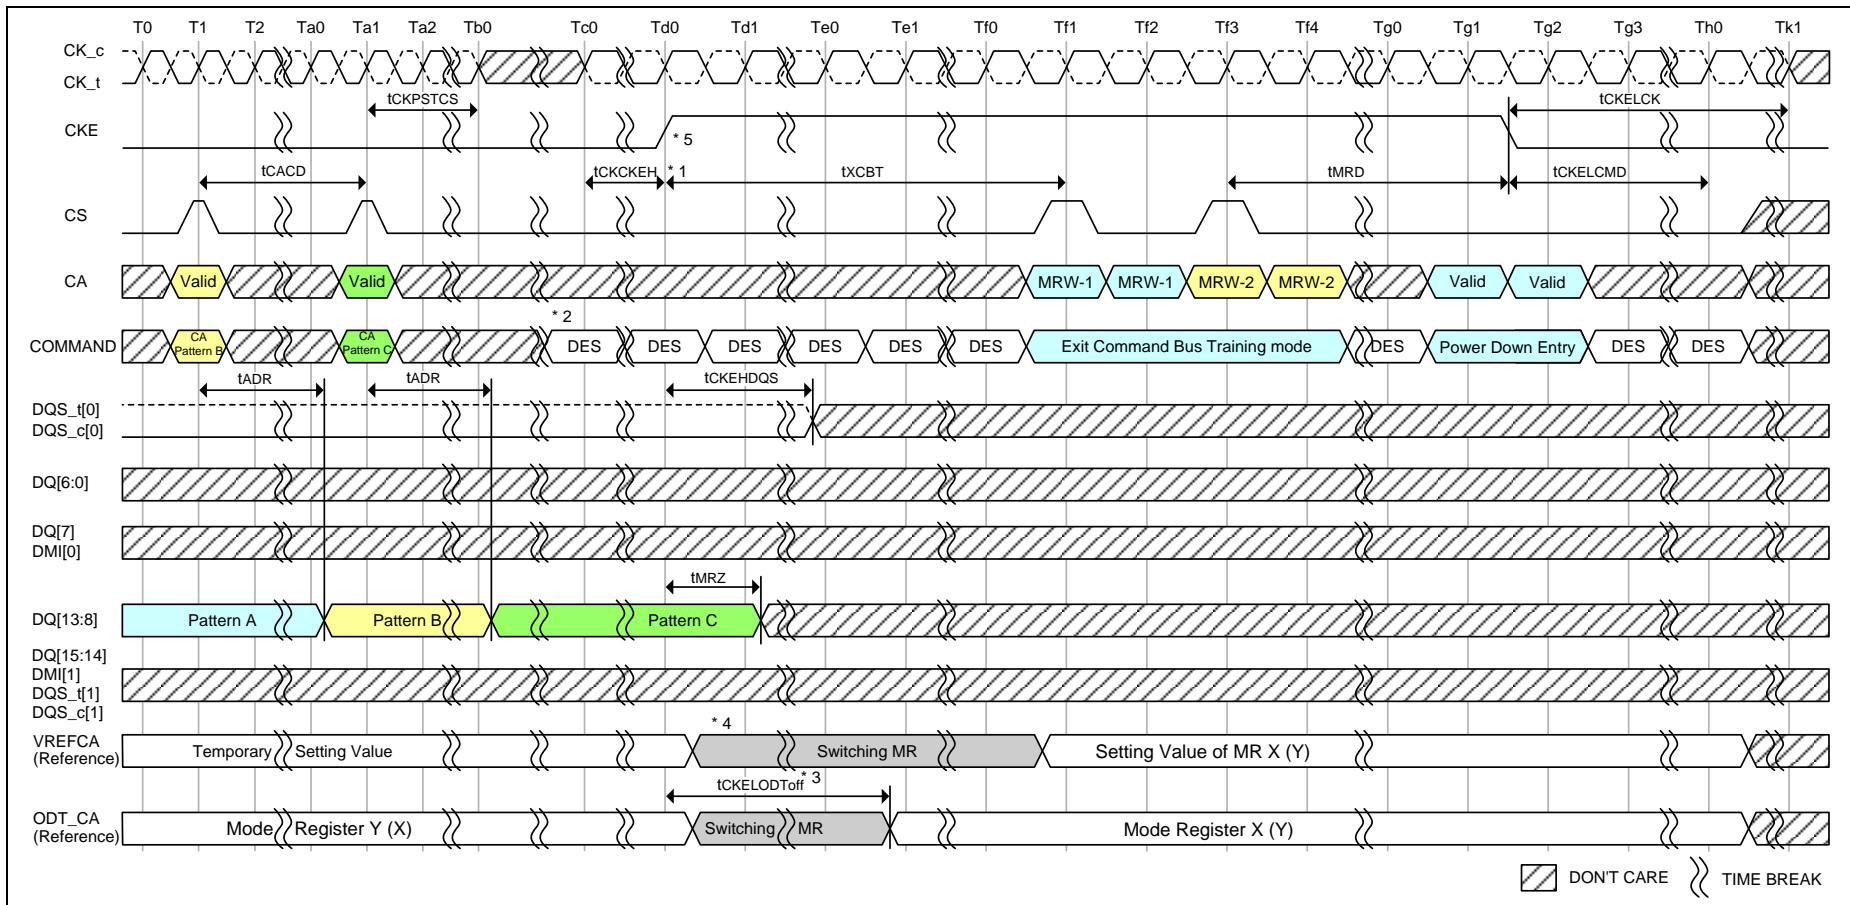 T0 T1 T2 Ta0 Ta1 Ta2 Tb0 Tc0 Td0 Td1 Te0 Te1 Tf0 Tf1 Tf2 Tf3 Tf4 Tg0 Tg1 Tg2 Tg3 Th0 Tk1
CK_c
CK_t
tCKPSTCS tCKELCK
CKE
* 5
tCACD tCKCKEH * 1 tXCBT tMRD tCKELCMD
CS
CA Valid Valid MRW-1 MRW-1 MRW-2 MRW-2 Valid Valid
* 2
COMMAND CA Pattern B CA Pattern C DES DES DES DES DES DES Exit Command Bus Training mode DES Power Down Entry DES DES
tADR tADR tCKEHDQS
DQS_t[0]
DQS_c[0]
DQ[6:0]
DQ[7]
DMI[0]
tMRZ
DQ[13:8] Pattern A Pattern B Pattern C
DQ[15:14]
DMI[1]
DQS_t[1]
DQS_c[1]
* 4
VREFCA
(Reference)
Temporary Setting Value Switching MR Setting Value of MR X (Y)
tCKELODToff * 3
ODT_CA
(Reference)
Mode Register Y (X) Switching MR Mode Register X (Y)
DON'T CARE TIME BREAK